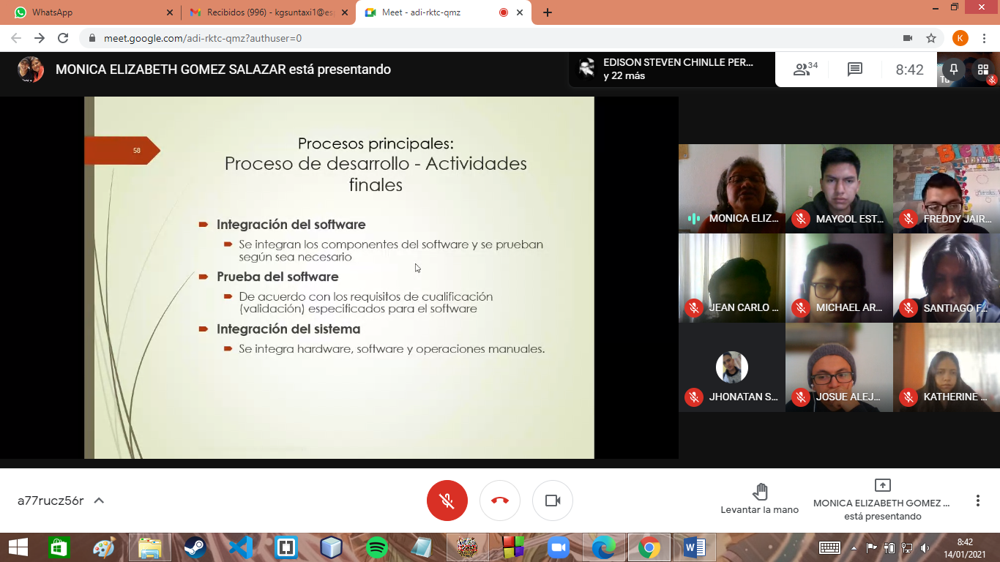 WhatsApp
Recibidos (996) - kgsuntaxi1@es
Meet - adi-rktc-qmz
meet.google.com/adi-rktc-qmz?authuser=0
K
MONICA ELIZABETH GOMEZ SALAZAR está presentando
EDISON STEVEN CHINLLE PER...
y 22 más
34
8:42
Tú
58
Procesos principales:
Proceso de desarrollo - Actividades
finales
Integración del software
Se integran los componentes del software y se prueban
según sea necesario
Prueba del software
De acuerdo con los requisitos de cualificación
(validación) especificados para el software
Integración del sistema
Se integra hardware, software y operaciones manuales.
MONICA ELIZ...
MAYCOL EST...
FREDDY JAIR...
JEAN CARLO ...
MICHAEL AR...
SANTIAGO F...
JHONATAN S...
JOSUE ALEJ...
KATHERINE ...
a77rucz56r
Levantar la mano
MONICA ELIZABETH GOMEZ ...
está presentando
8:42
14/01/2021